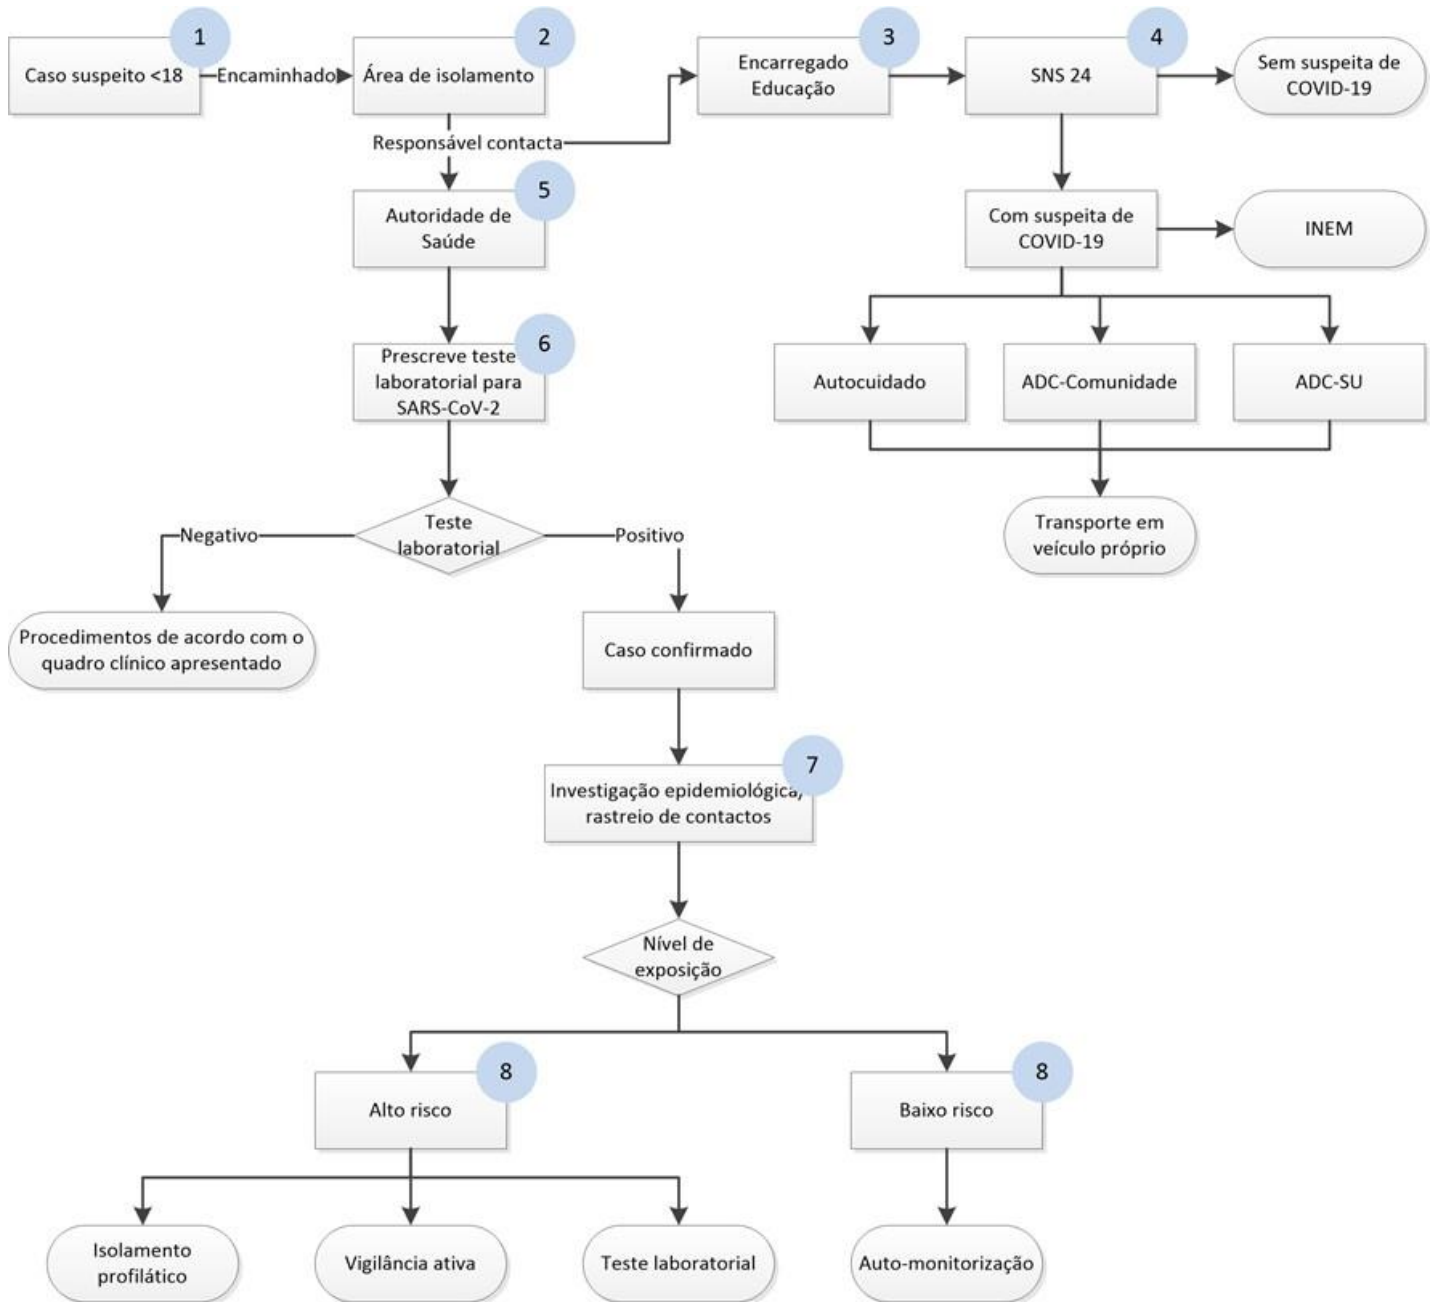 1
Caso suspeito <18
Encaminhado
2
Área de isolamento
Responsável contacta
3
Encarregado
Educação
4
SNS 24
Sem suspeita de
COVID-19
5
Autoridade de
Saúde
Com suspeita de
COVID-19
INEM
6
Prescreve teste
laboratorial para
SARS-CoV-2
Autocuidado
ADC-Comunidade
ADC-SU
Transporte em
veículo próprio
Teste
laboratorial
Negativo
Positivo
Procedimentos de acordo com o
quadro clínico apresentado
Caso confirmado
7
Investigação epidemiológica/
rastreio de contactos
Nível de
exposição
8
Alto risco
8
Baixo risco
Isolamento
profilático
Vigilância ativa
Teste laboratorial
Auto-monitorização